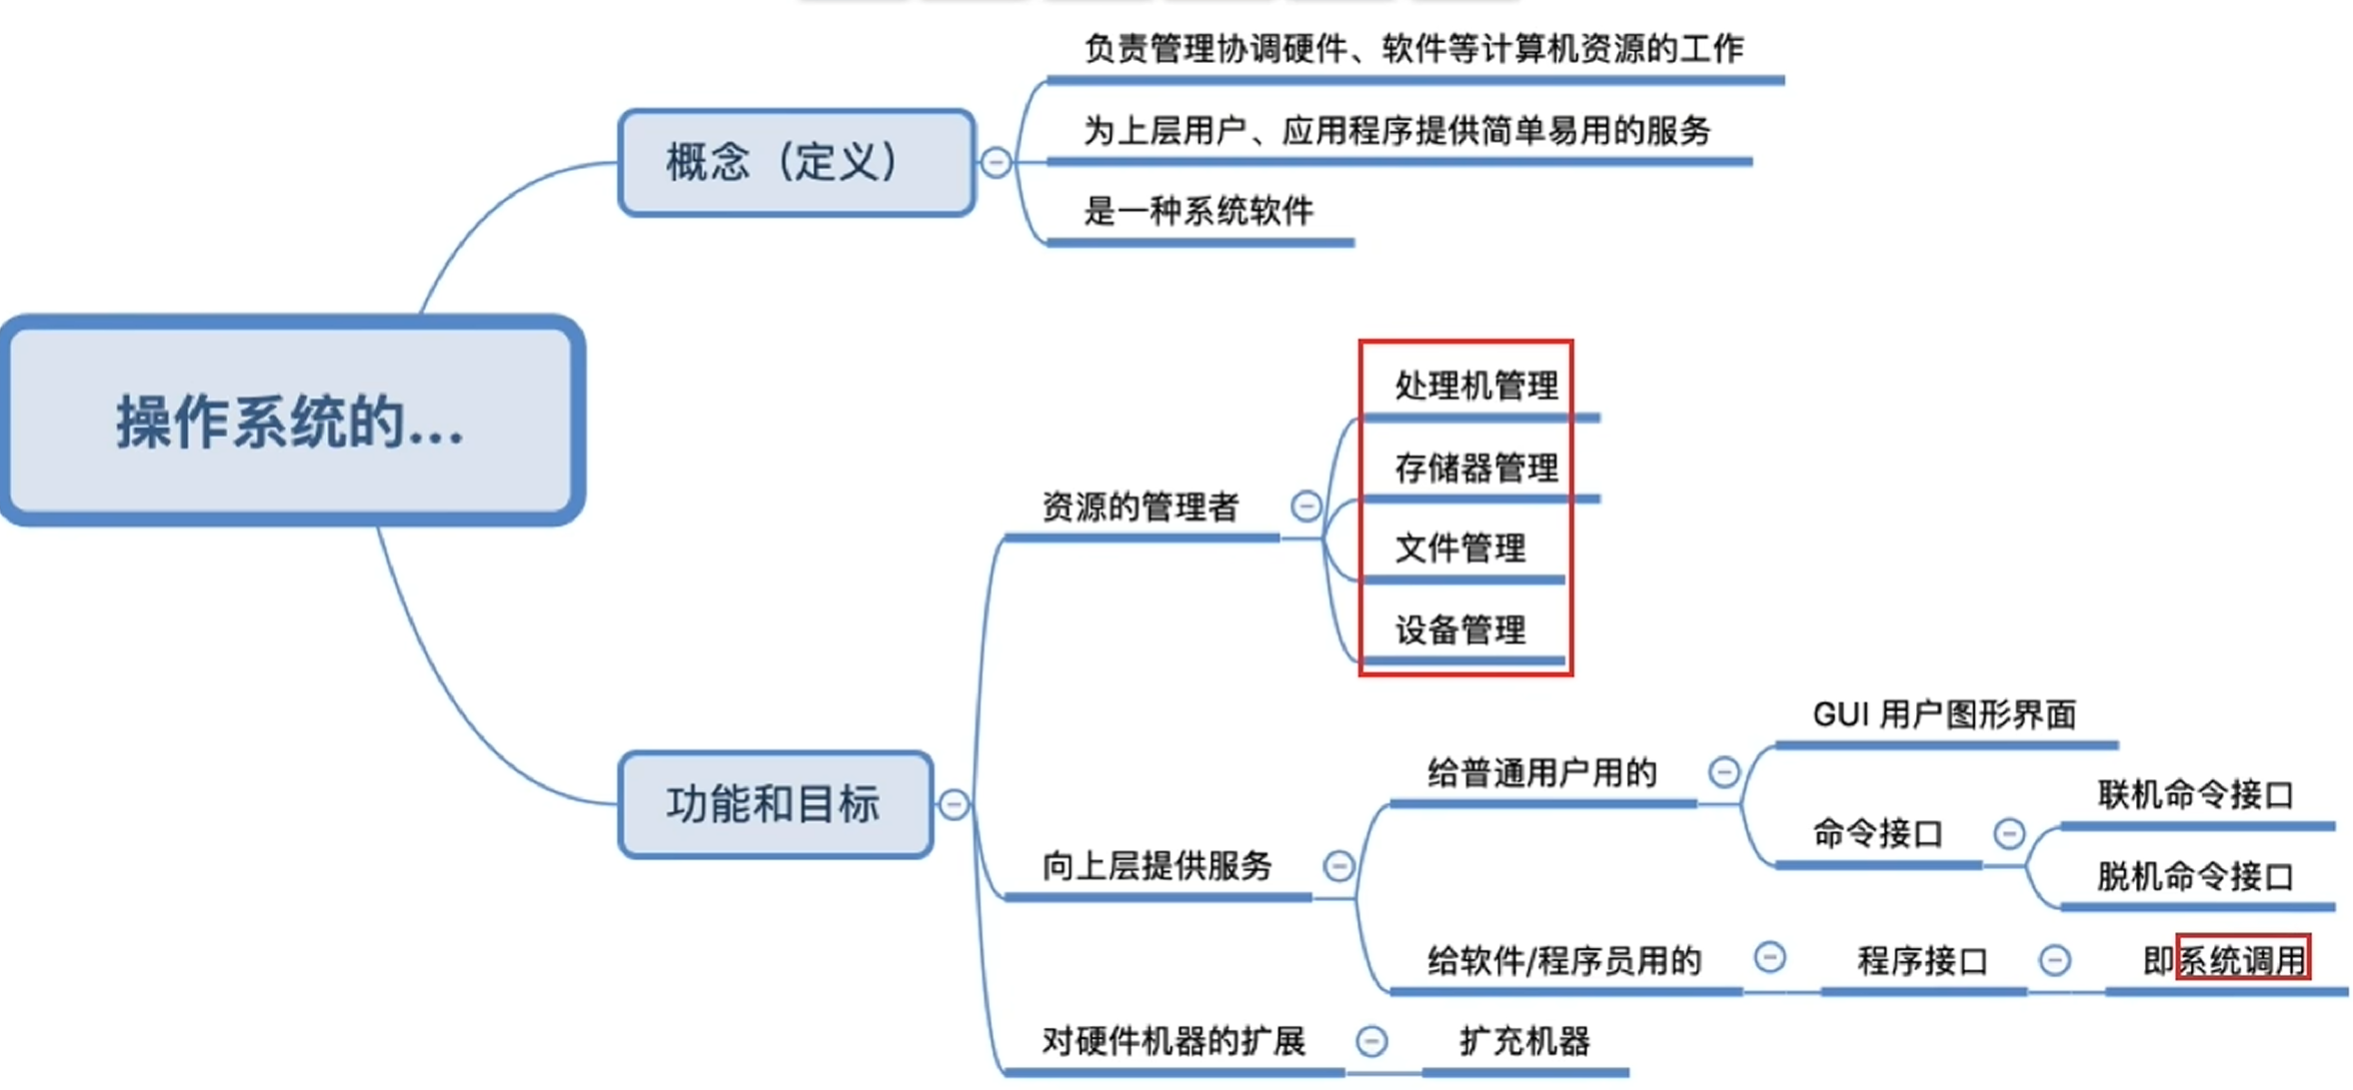 负责管理协调硬件、软件等计算机资源的工作
为上层用户、应用程序提供简单易用的服务
概念（定义）
是一种系统软件
操作系统的...
处理机管理
存储器管理
资源的管理者
文件管理
设备管理
功能和目标
GUI 用户图形界面
给普通用户用的
联机命令接口
命令接口
向上层提供服务
脱机命令接口
给软件/程序员用的
程序接口
即系统调用
对硬件机器的扩展
扩充机器